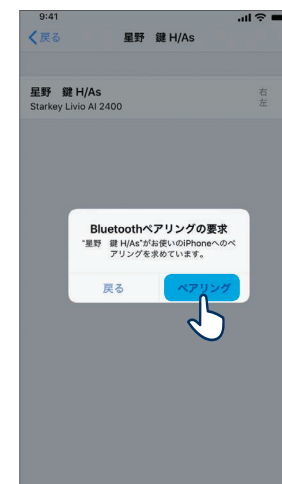 9:41
戻る 星野　鍵 H/As
星野　鍵 H/As 右
Starkey Livio AI 2400 左
Bluetoothペアリングの要求
"星野　鍵 H/As"がお使いのiPhoneへのペ
アリングを求めています。
戻る ペアリング